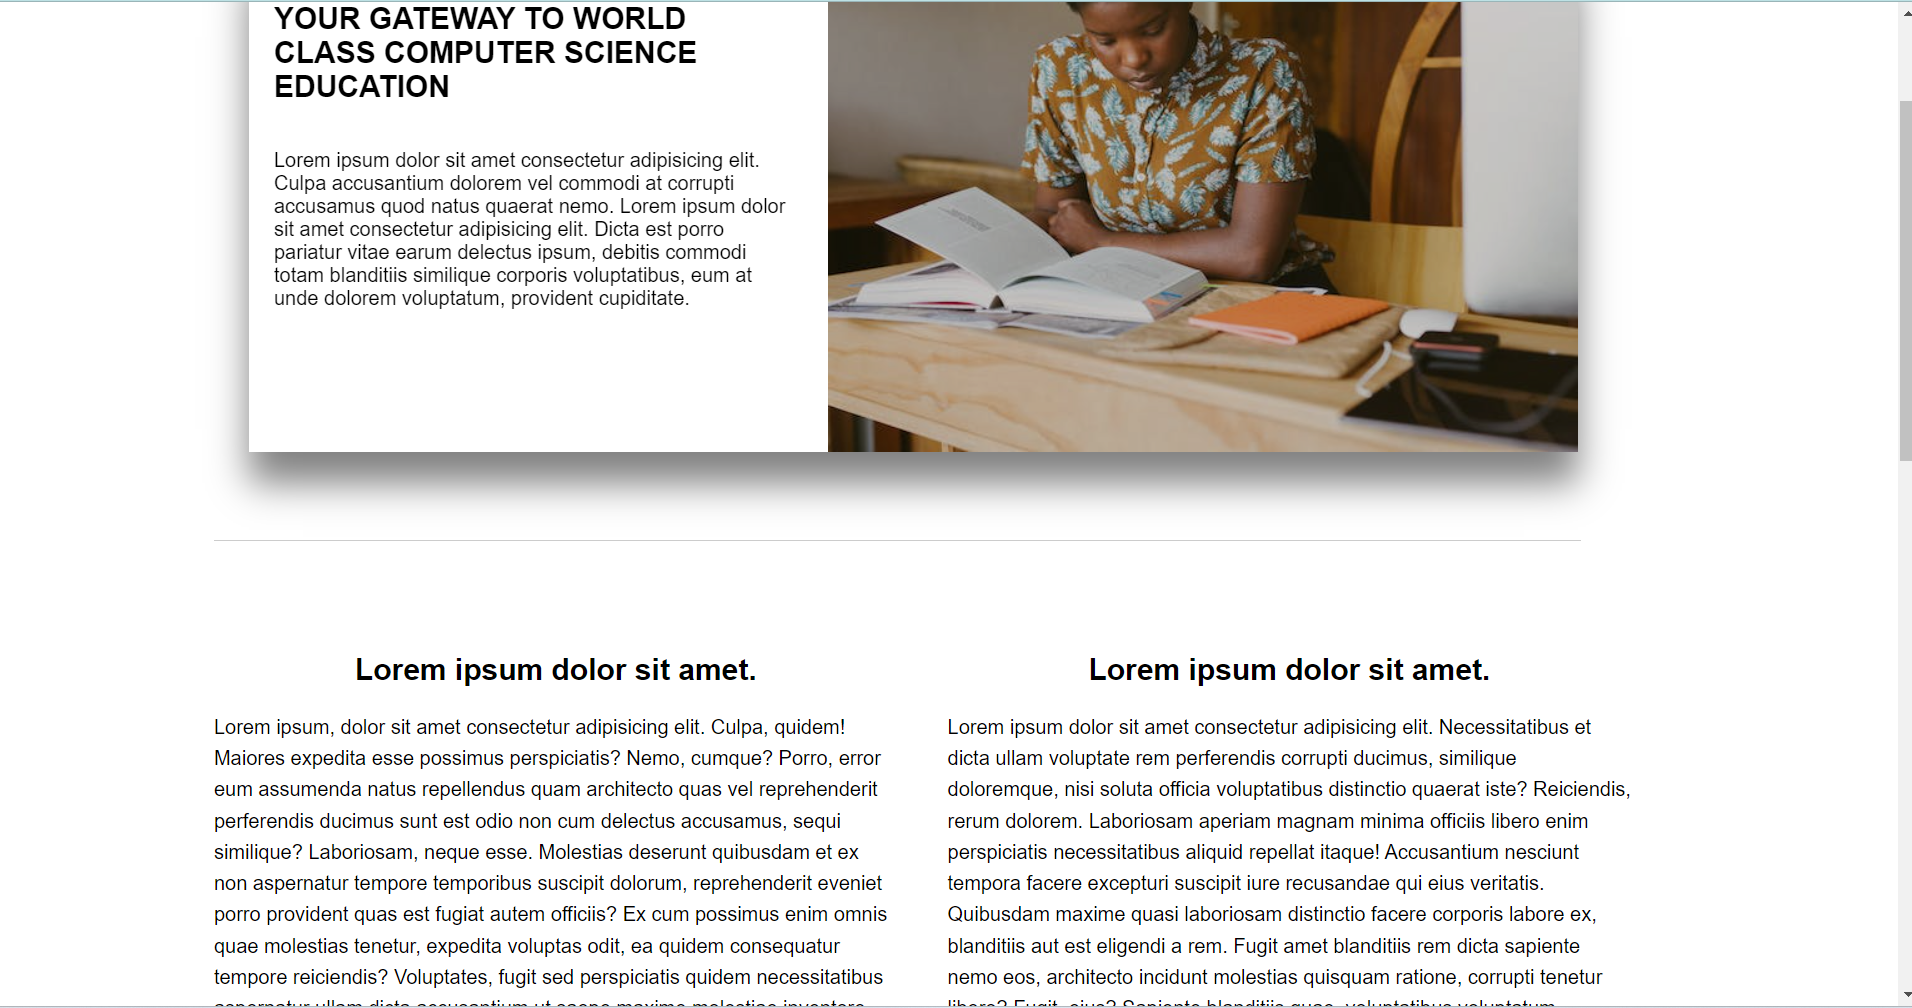 YOUR GATEWAY TO WORLD
CLASS COMPUTER SCIENCE
EDUCATION
Lorem ipsum dolor sit amet consectetur adipisicing elit.
Culpa accusantium dolorem vel commodi at corrupti
accusamus quod natus quaerat nemo. Lorem ipsum dolor
sit amet consectetur adipisicing elit. Dicta est porro
pariatur vitae earum delectus ipsum, debitis commodi
totam blanditiis similique corporis voluptatibus, eum at
unde dolorem voluptatum, provident cupiditate.
Lorem ipsum dolor sit amet.
Lorem ipsum, dolor sit amet consectetur adipisicing elit. Culpa, quidem!
Maiores expedita esse possimus perspiciatis? Nemo, cumque? Porro, error
eum assumenda natus repellendus quam architecto quas vel reprehenderit
perferendis ducimus sunt est odio non cum delectus accusamus, sequi
similique? Laboriosam, neque esse. Molestias deserunt quibusdam et ex
non aspernatur tempore temporibus suscipit dolorum, reprehenderit eveniet
porro provident quas est fugiat autem officiis? Ex cum possimus enim omnis
quae molestias tenetur, expedita voluptas odit, ea quidem consequatur
tempore reiciendis? Voluptates, fugit sed perspiciatis quidem necessitatibus
Lorem ipsum dolor sit amet.
Lorem ipsum dolor sit amet consectetur adipisicing elit. Necessitatibus et
dicta ullam voluptate rem perferendis corrupti ducimus, similique
doloremque, nisi soluta officia voluptatibus distinctio quaerat iste? Reiciendis,
rerum dolorem. Laboriosam aperiam magnam minima officiis libero enim
perspiciatis necessitatibus aliquid repellat itaque! Accusantium nesciunt
tempora facere excepturi suscipit iure recusandae qui eius veritatis.
Quibusdam maxime quasi laboriosam distinctio facere corporis labore ex,
blanditiis aut est eligendi a rem. Fugit amet blanditiis rem dicta sapiente
nemo eos, architecto incidunt molestias quisquam ratione, corrupti tenetur